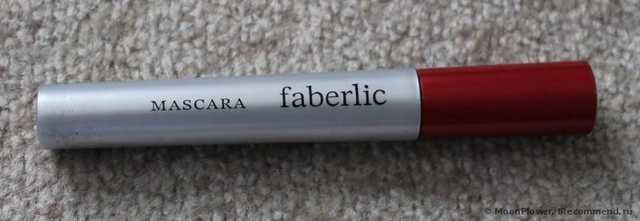 MASCARA faberlic
© MoonFlower, IRecommend.ru